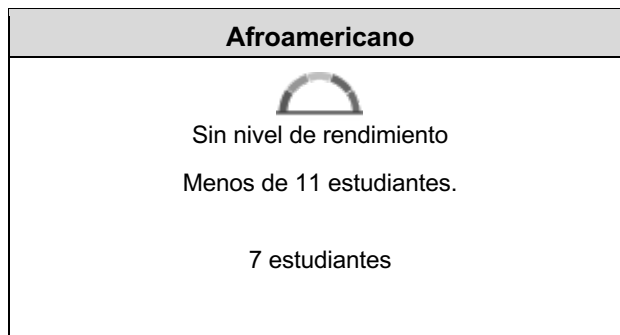 Afroamericano
Sin nivel de rendimiento
Menos de 11 estudiantes.
7 estudiantes